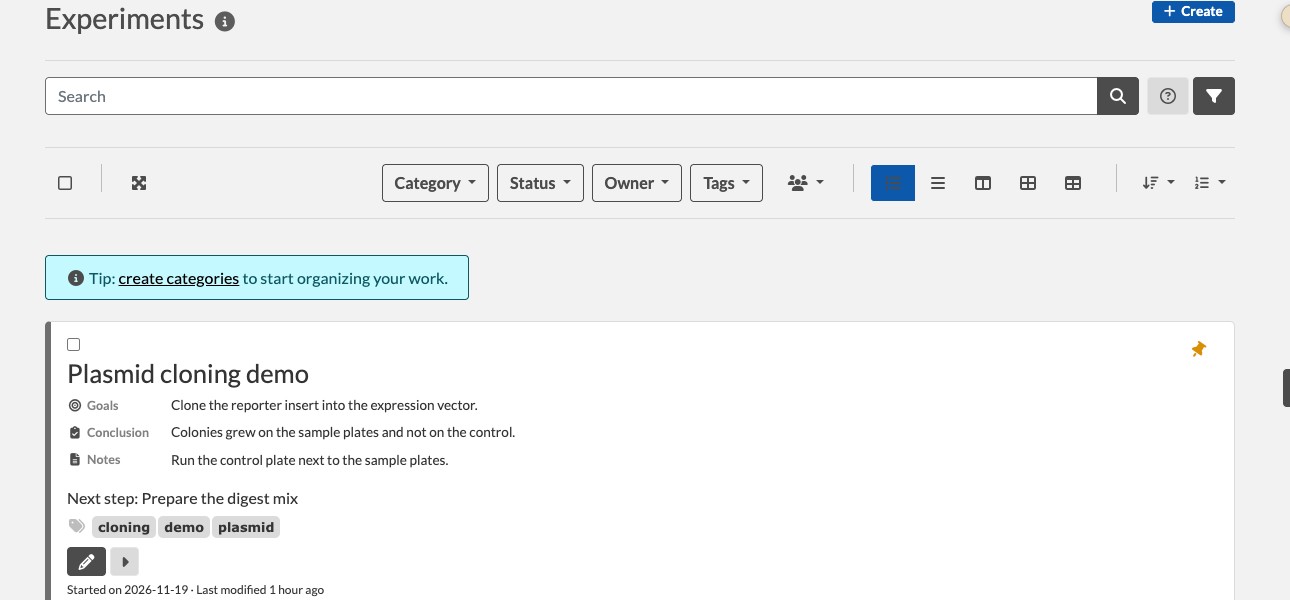 Experiments
Create
Search
Category
Status
Owner
Tags
Tip: create categories to start organizing your work.
Plasmid cloning demo
Goals Clone the reporter insert into the expression vector.
Conclusion Colonies grew on the sample plates and not on the control.
Notes Run the control plate next to the sample plates.
Next step: Prepare the digest mix
cloning demo plasmid
Started on 2026-11-19 · Last modified 1 hour ago